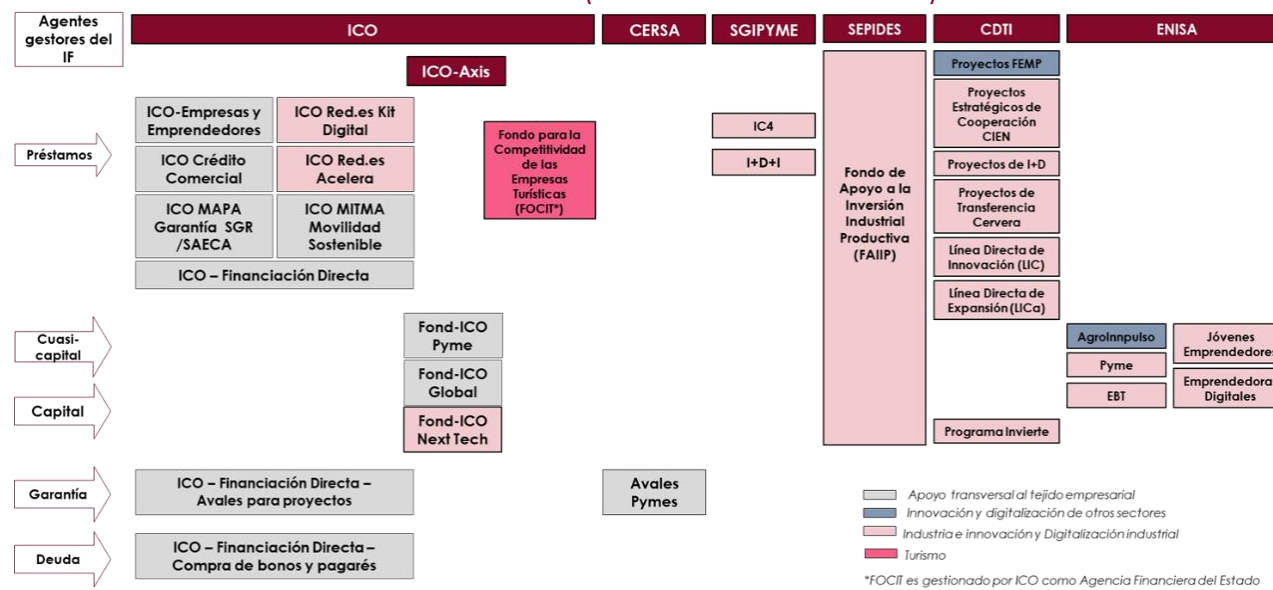 Agentes
gestores del
IF
ICO
CERSA
SGIPYME
SEPIDES
CDTI
ENISA
ICO-Axis
Préstamos
ICO-Empresas y
Emprendedores
ICO Red.es Kit
Digital
ICO Crédito
Comercial
ICO Red.es
Acelera
ICO MAPA
Garantía SGR
/SAECA
ICO MITMA
Movilidad
Sostenible
ICO – Financiación Directa
Fondo para la
Competitividad
de las
Empresas
Turísticas
(FOCIT*)
IC4
I+D+I
Fondo de
Apoyo a la
Inversión
Industrial
Productiva
(FAIIP)
Proyectos FEMP
Proyectos
Estratégicos de
Cooperación
CIEN
Proyectos de I+D
Proyectos de
Transferencia
Cervera
Línea Directa de
Innovación (LIC)
Línea Directa de
Expansión (LICa)
Cuasi-
capital
Capital
Fond-ICO
Pyme
Fond-ICO
Global
Fond-ICO
Next Tech
AgroInnpulso
Pyme
EBT
Jóvenes
Emprendedores
Emprendedora
Digitales
Programa Invierte
Garantía
ICO – Financiación Directa –
Avales para proyectos
Avales
Pymes
Deuda
ICO – Financiación Directa –
Compra de bonos y pagarés
Apoyo transversal al tejido empresarial
Innovación y digitalización de otros sectores
Industria e innovación y Digitalización industrial
Turismo
*FOCIT es gestionado por ICO como Agencia Financiera del Estado